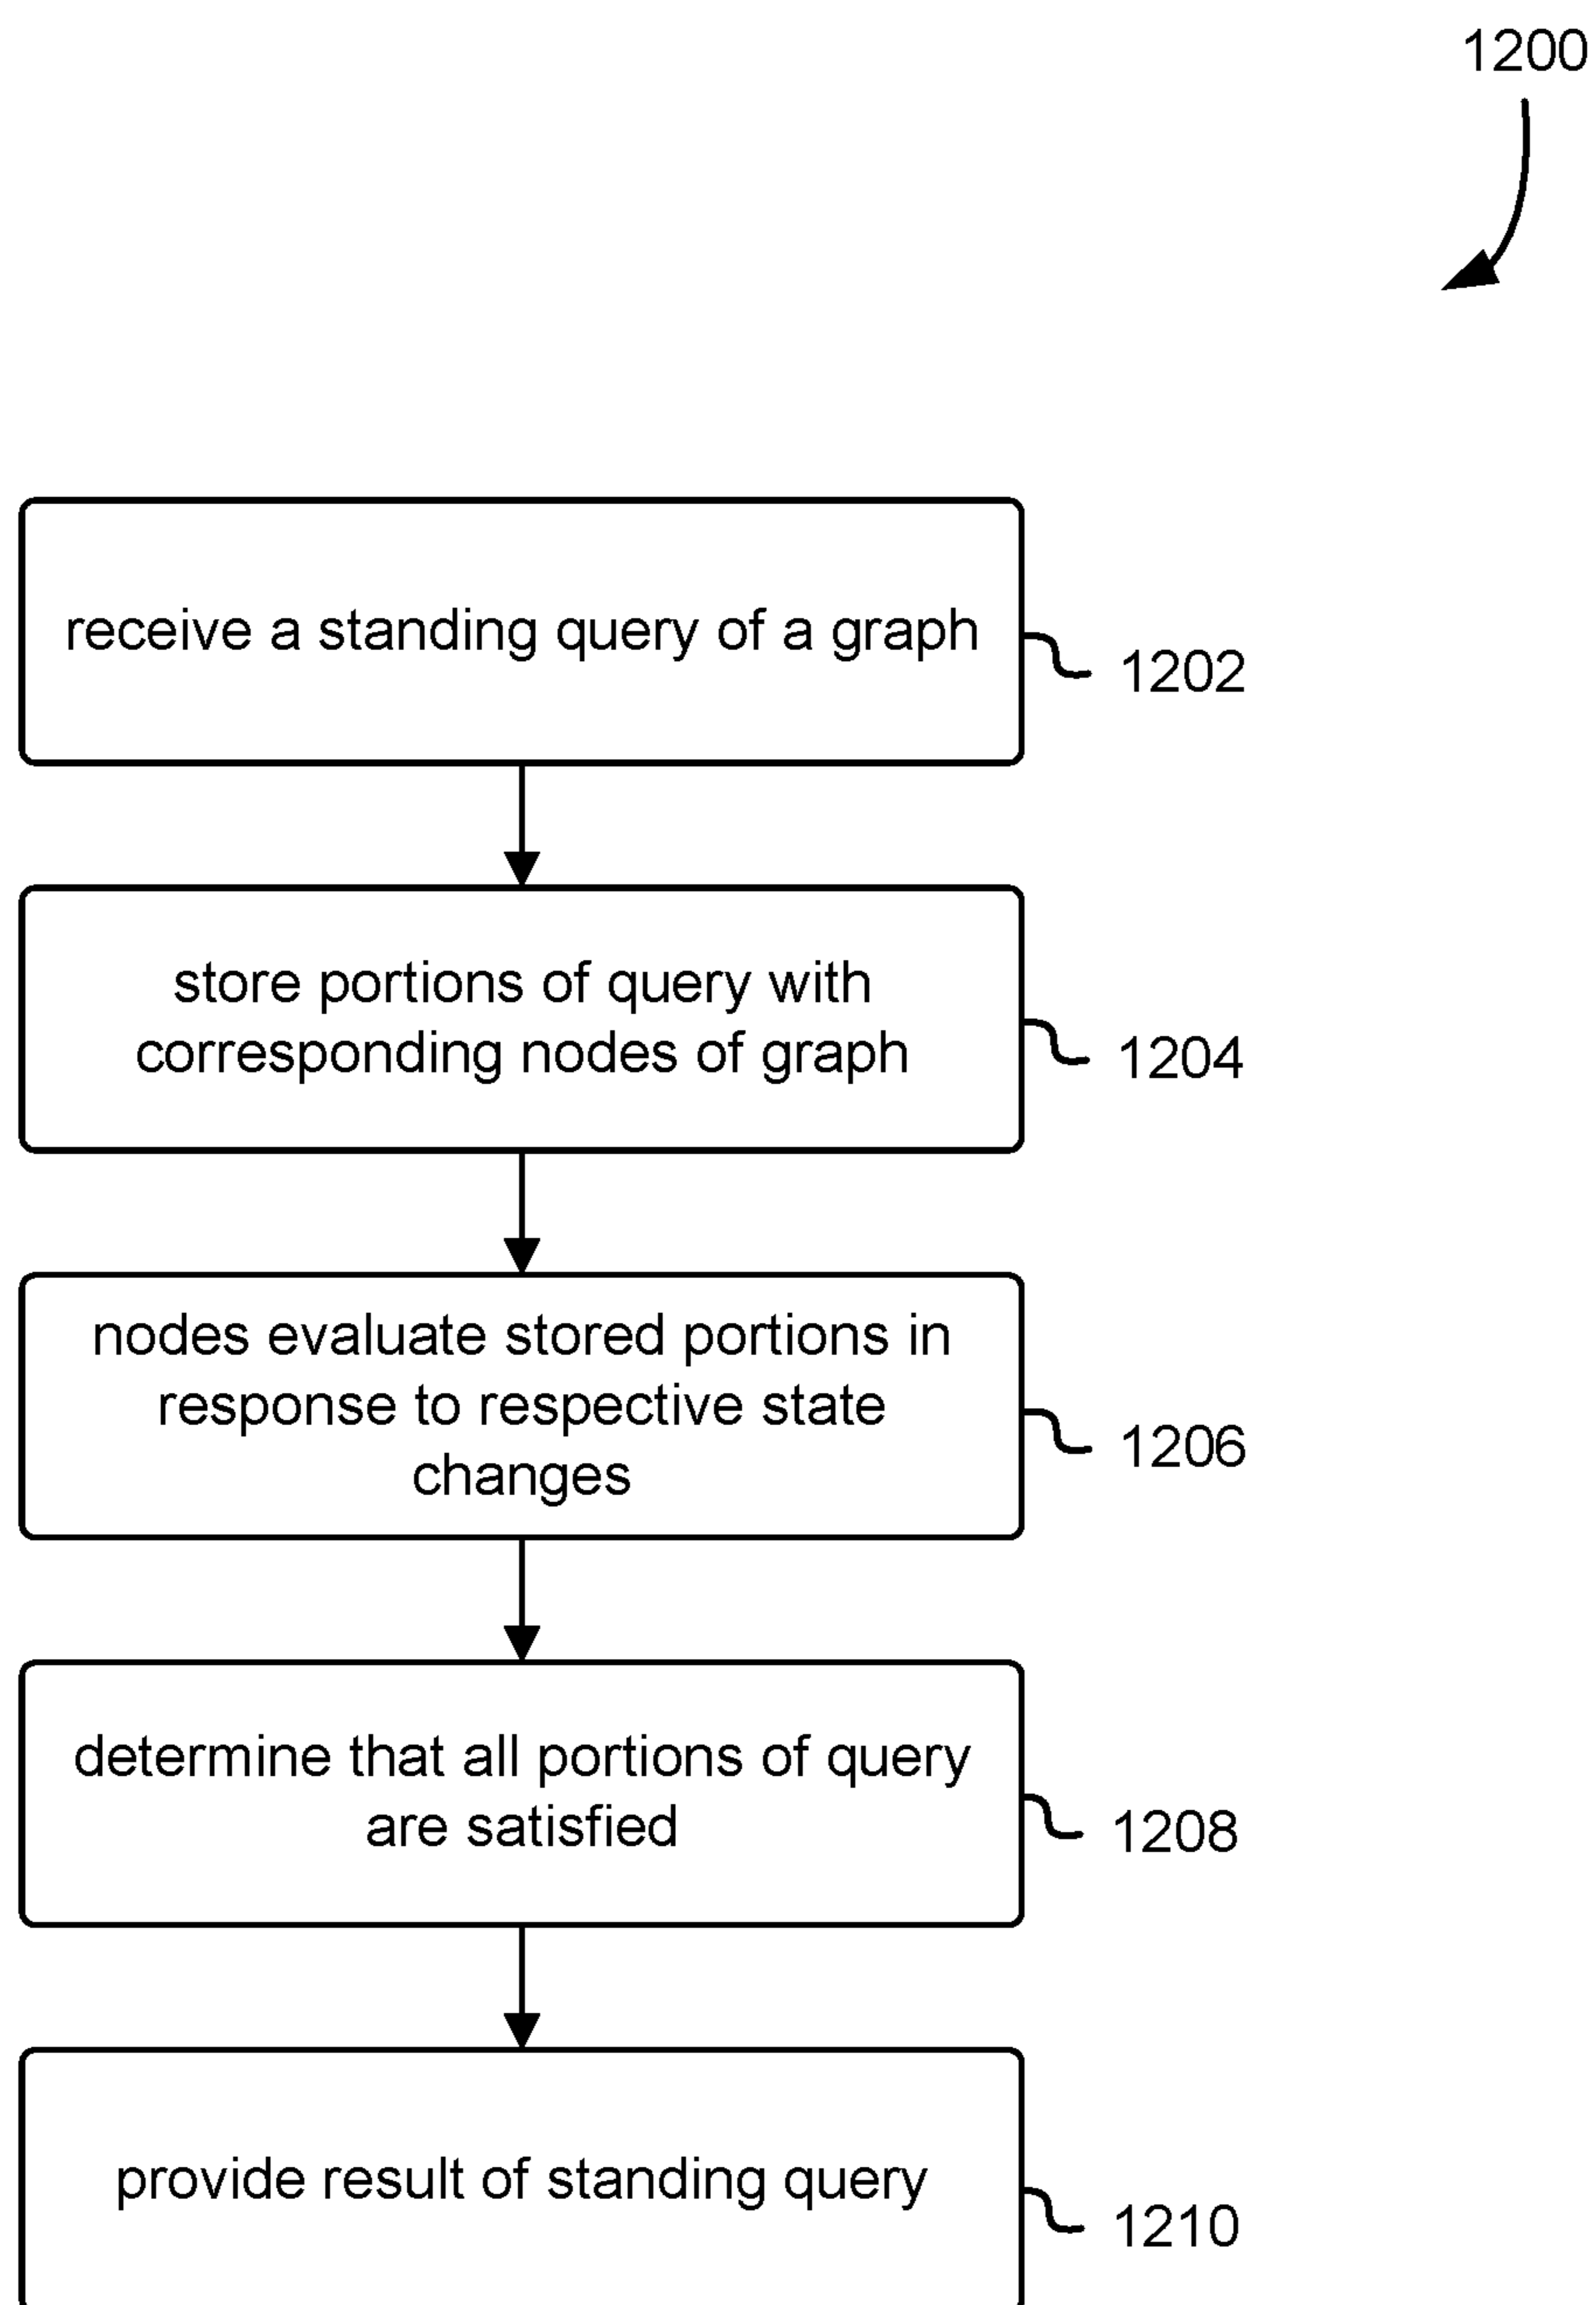 1200
receive a standing query of a graph
1202
store portions of query with
corresponding nodes of graph
1204
nodes evaluate stored portions in
response to respective state
changes
1206
determine that all portions of query
are satisfied
1208
provide result of standing query
1210